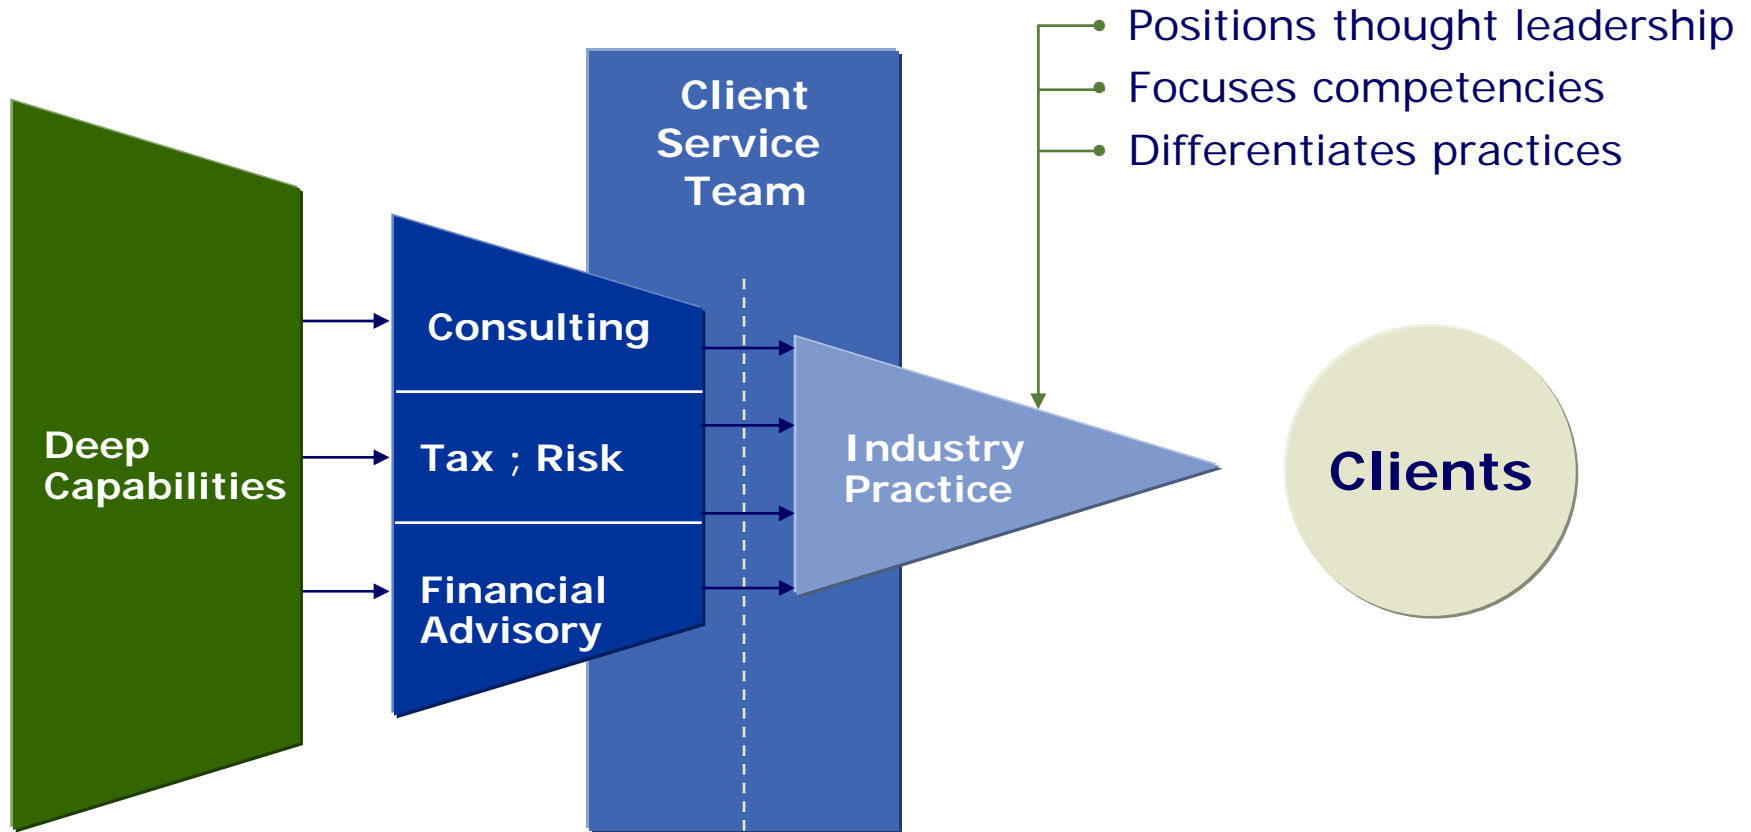 Positions thought leadership
Focuses competencies
Differentiates practices
Client
Service
Team
Consulting
Tax ; Risk
Financial
Advisory
Deep
Capabilities
Industry
Practice
Clients